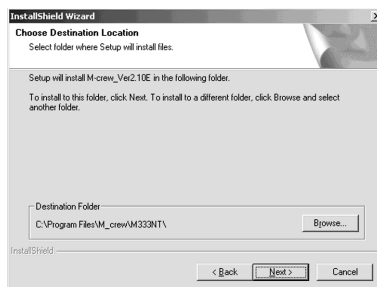 InstallShield Wizard
Choose Destination Location
Select folder where Setup will install files.
Setup will install M-crew_Ver2.10E in the following folder.
To install to this folder, click Next. To install to a different folder, click Browse and select
another folder.
Destination Folder
C:\Program Files\M_crew\M333NT\
Browse...
InstallShield
< Back
Next >
Cancel